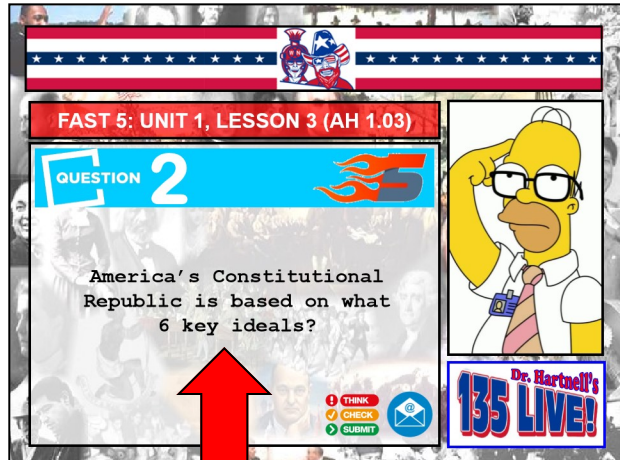 W N
FAST 5: UNIT 1, LESSON 3 (AH 1.03)
QUESTION 2
5
America's Constitutional
Republic is based on what
6 key ideals?
! THINK
✓ CHECK
> SUBMIT
@
Dr. Hartnell's
135 LIVE!